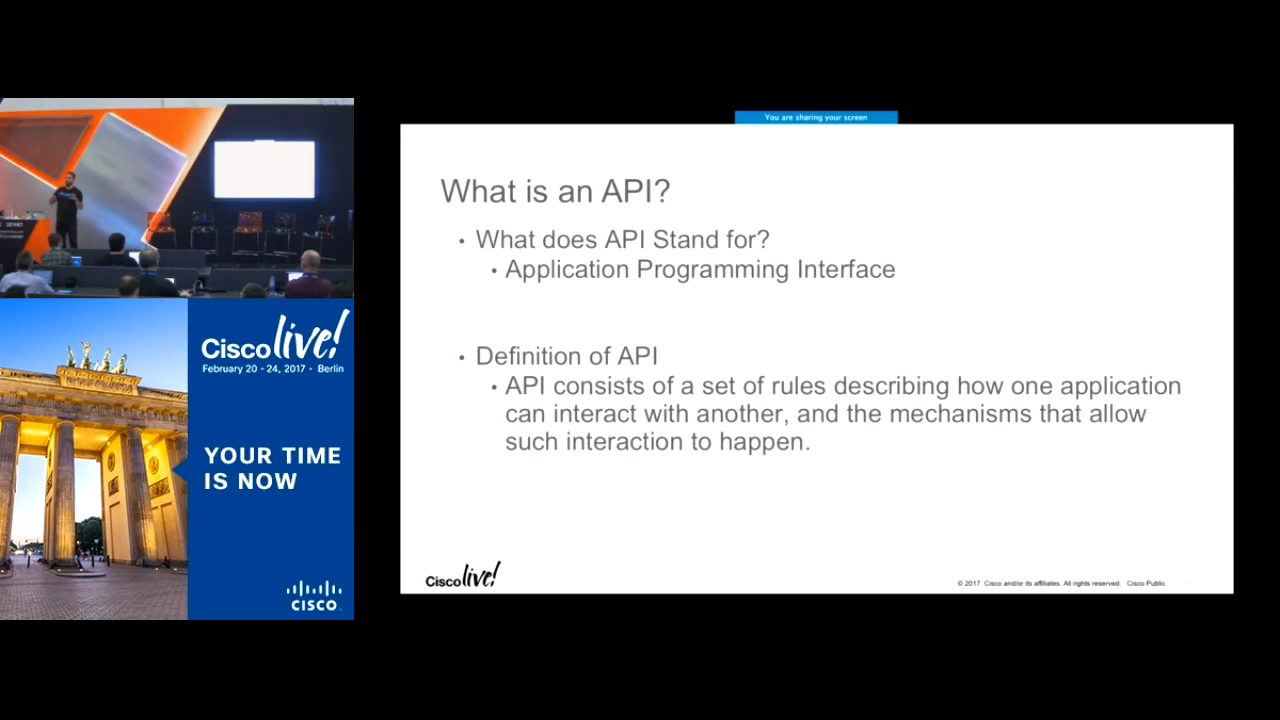 You are sharing your screen
What is an API?
• What does API Stand for?
• Application Programming Interface
• Definition of API
• API consists of a set of rules describing how one application
can interact with another, and the mechanisms that allow
such interaction to happen.
Cisco live!
© 2017 Cisco and/or its affiliates. All rights reserved. Cisco Public
Cisco live!
February 20 - 24, 2017 • Berlin
YOUR TIME
IS NOW
CISCO.